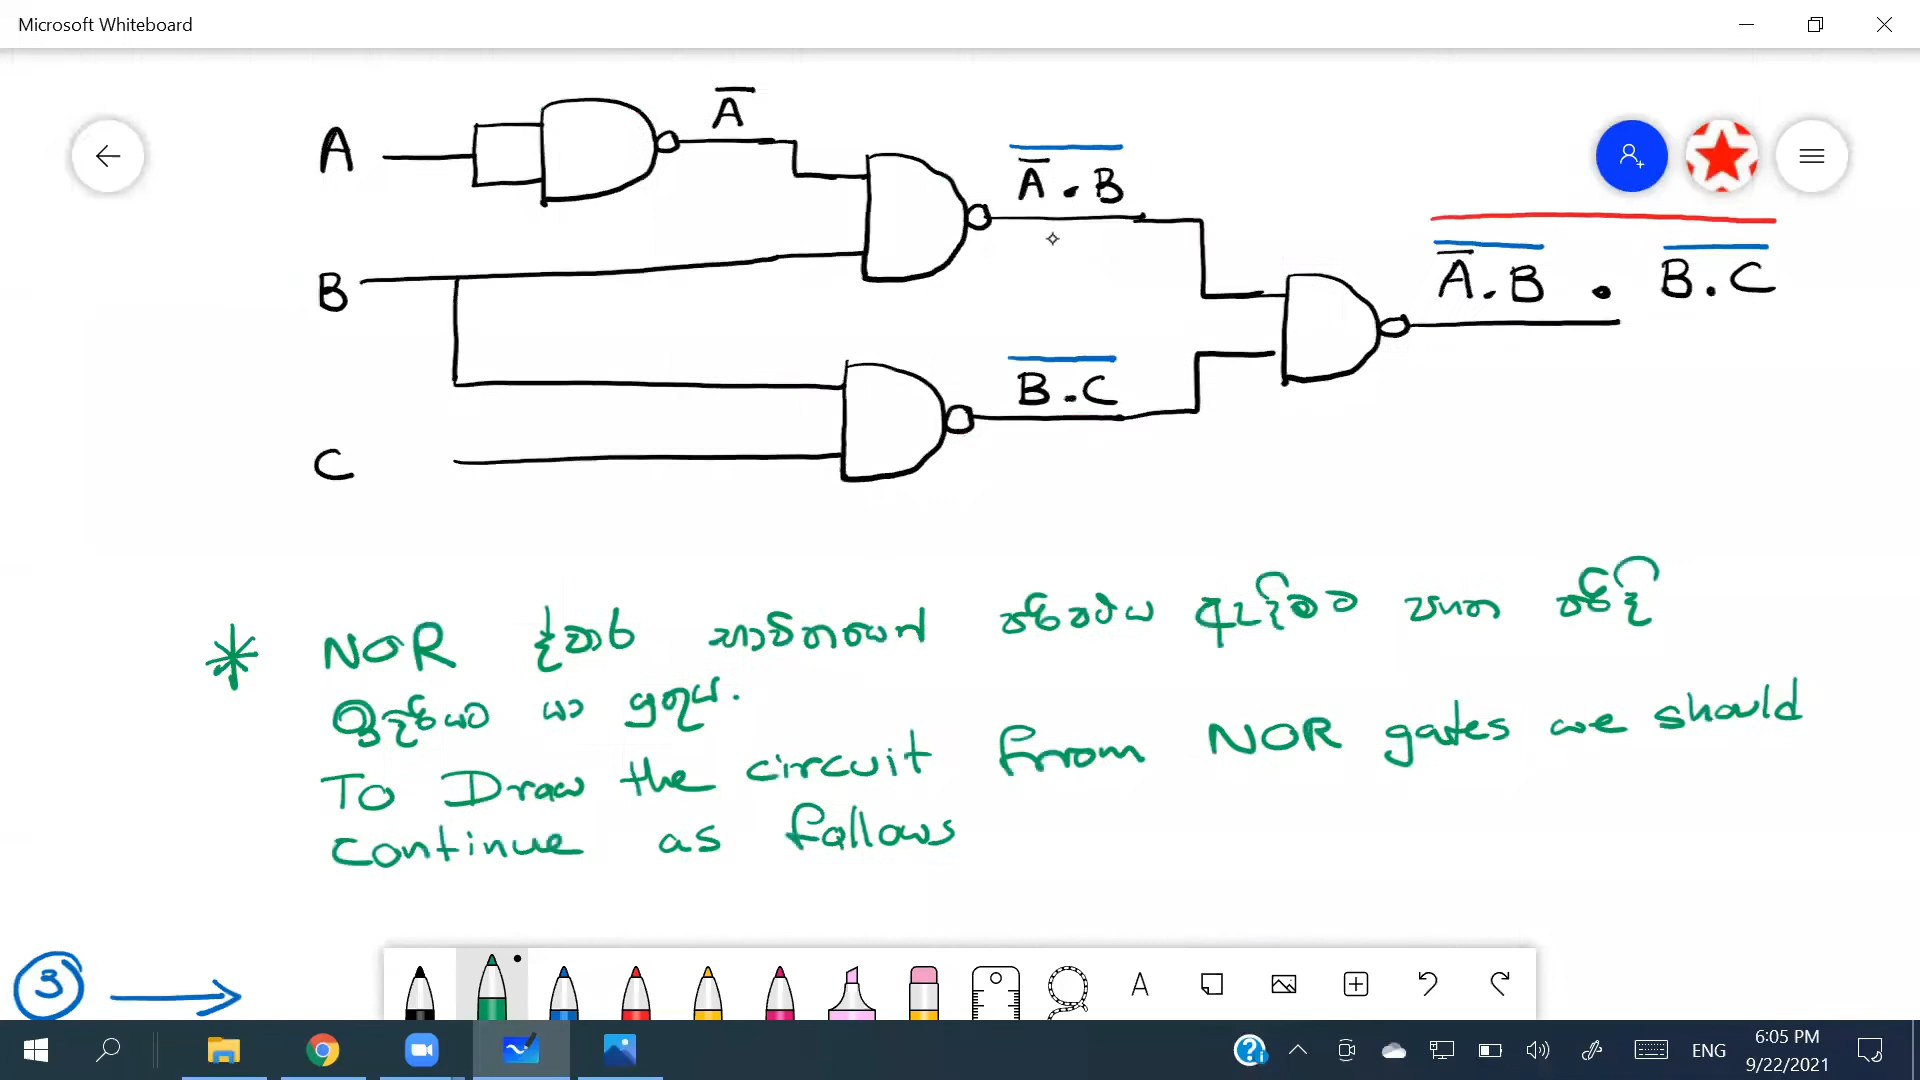 Microsoft Whiteboard
A̅
A
A̅.B
A̅.B . B.C
B
B.C
C
* NOR ද්වාර භාවිතයෙන්
To Draw the circuit from NOR gates we should
continue as follows
3
A
ENG
6:05 PM
9/22/2021